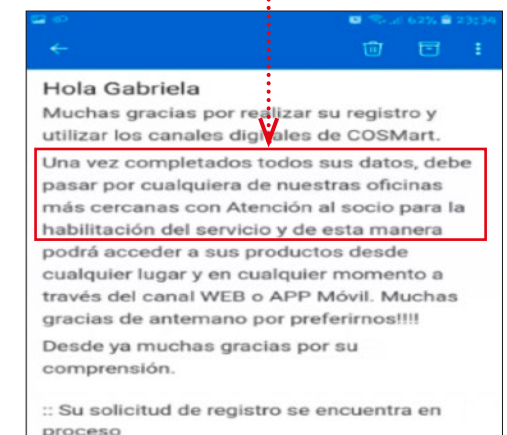 62% 23:34
Hola Gabriela
Muchas gracias por realizar su registro y
utilizar los canales digitales de COSMart.
Una vez completados todos sus datos, debe
pasar por cualquiera de nuestras oficinas
más cercanas con Atención al socio para la
habilitación del servicio y de esta manera
podrá acceder a sus productos desde
cualquier lugar y en cualquier momento a
través del canal WEB o APP Móvil. Muchas
gracias de antemano por preferirnos!!!!
Desde ya muchas gracias por su
comprensión.
:: Su solicitud de registro se encuentra en
proceso